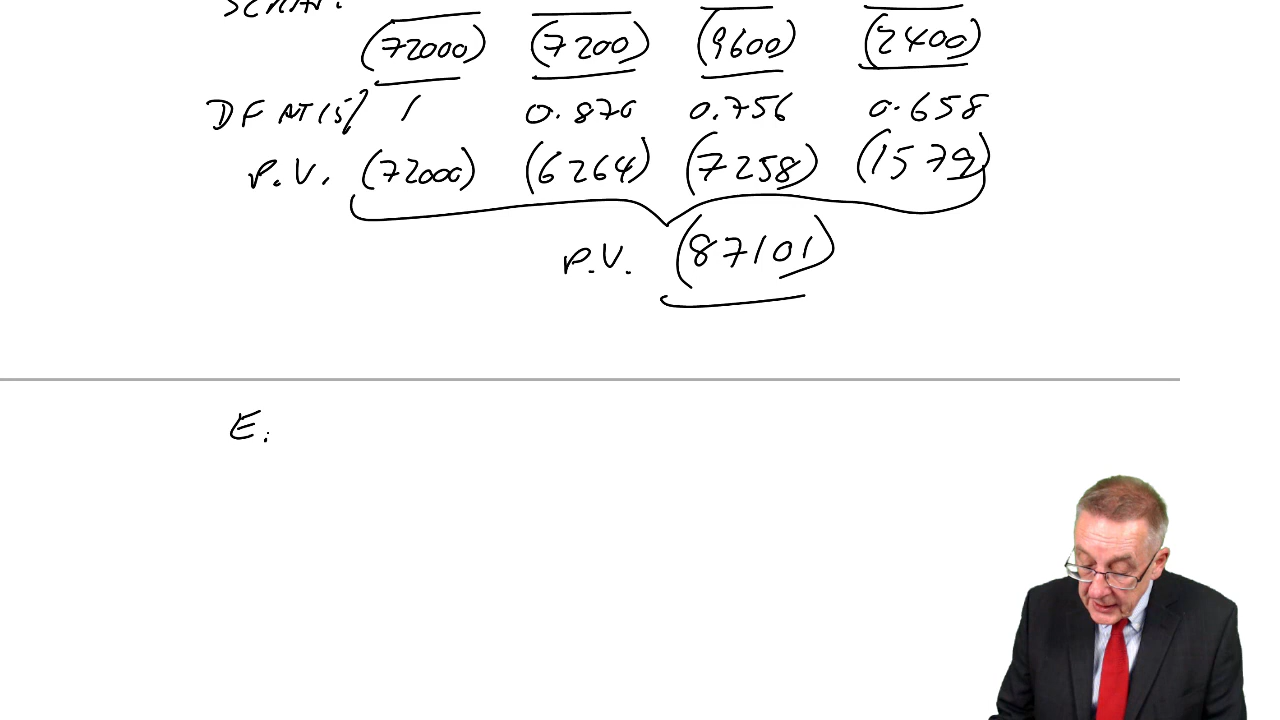 SCRAP.
(72000) (7200) (9600) (2400)
DF AT 15% 1 0.870 0.756 0.658
P.V. (72000) (6264) (7258) (1579)
P.V. (87101)
E.